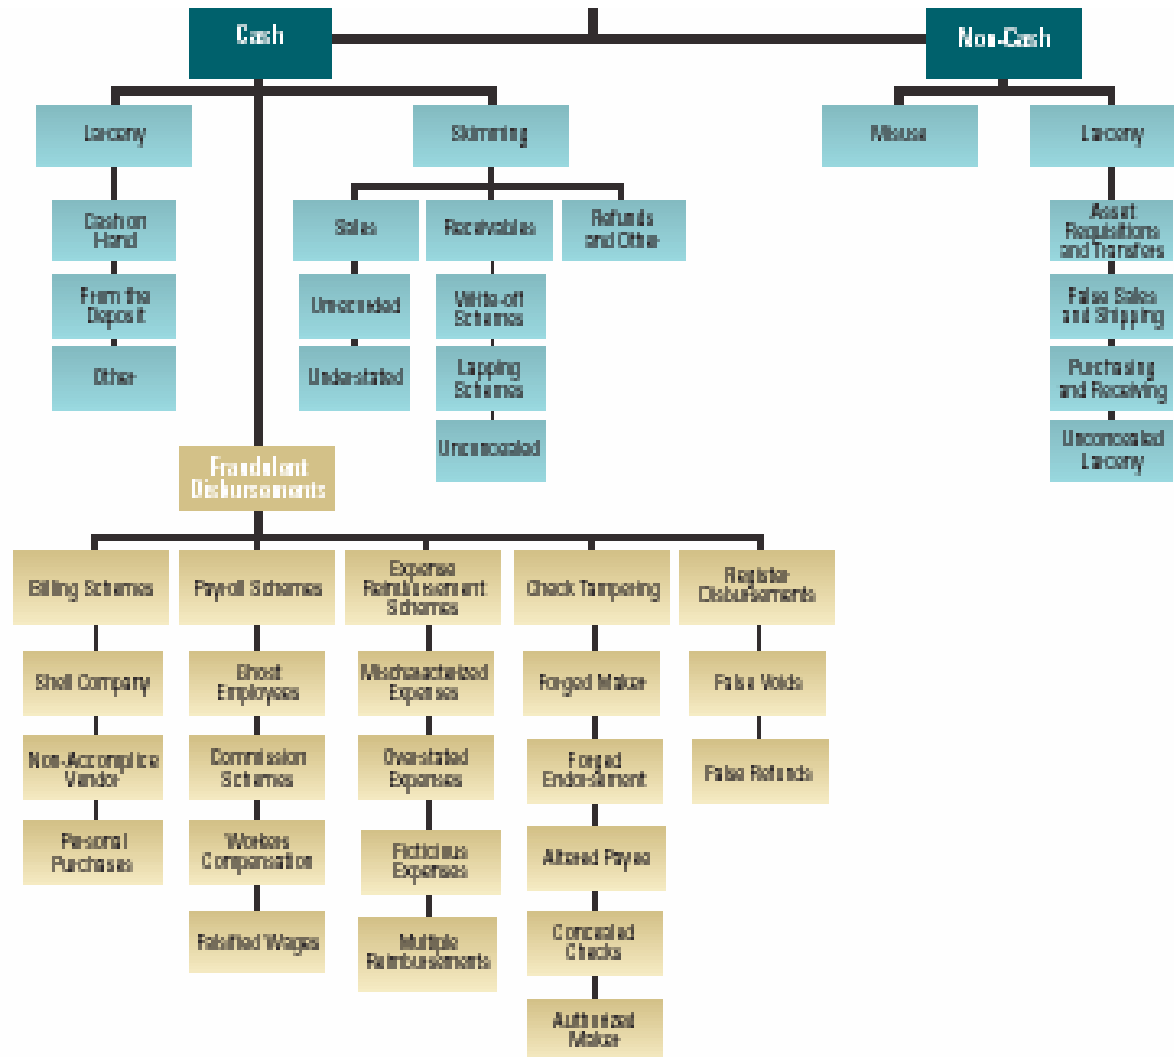 Cash
Non-Cash
Larceny
Skimming
Misuse
Larceny
Cash on
Hand
Sales
Receivables
Refunds
and Other
Asset
Requisitions
and Transfers
From the
Deposit
Unrecorded
Write-off
Schemes
False Sales
and Shipping
Other
Understated
Lapping
Schemes
Purchasing
and Receiving
Unconcealed
Unconcealed
Larceny
Fraudulent
Disbursements
Billing Schemes
Payroll Schemes
Expense
Reimbursement
Schemes
Check Tampering
Register
Disbursements
Shell Company
Ghost
Employees
Mischaracterized
Expenses
Forged Maker
False Voids
Non-Accomplice
Vendor
Commission
Schemes
Overstated
Expenses
Forged
Endorsement
False Refunds
Personal
Purchases
Workers
Compensation
Ficticious
Expenses
Altered Payee
Falsified Wages
Multiple
Reimbursements
Concealed
Checks
Authorized
Maker